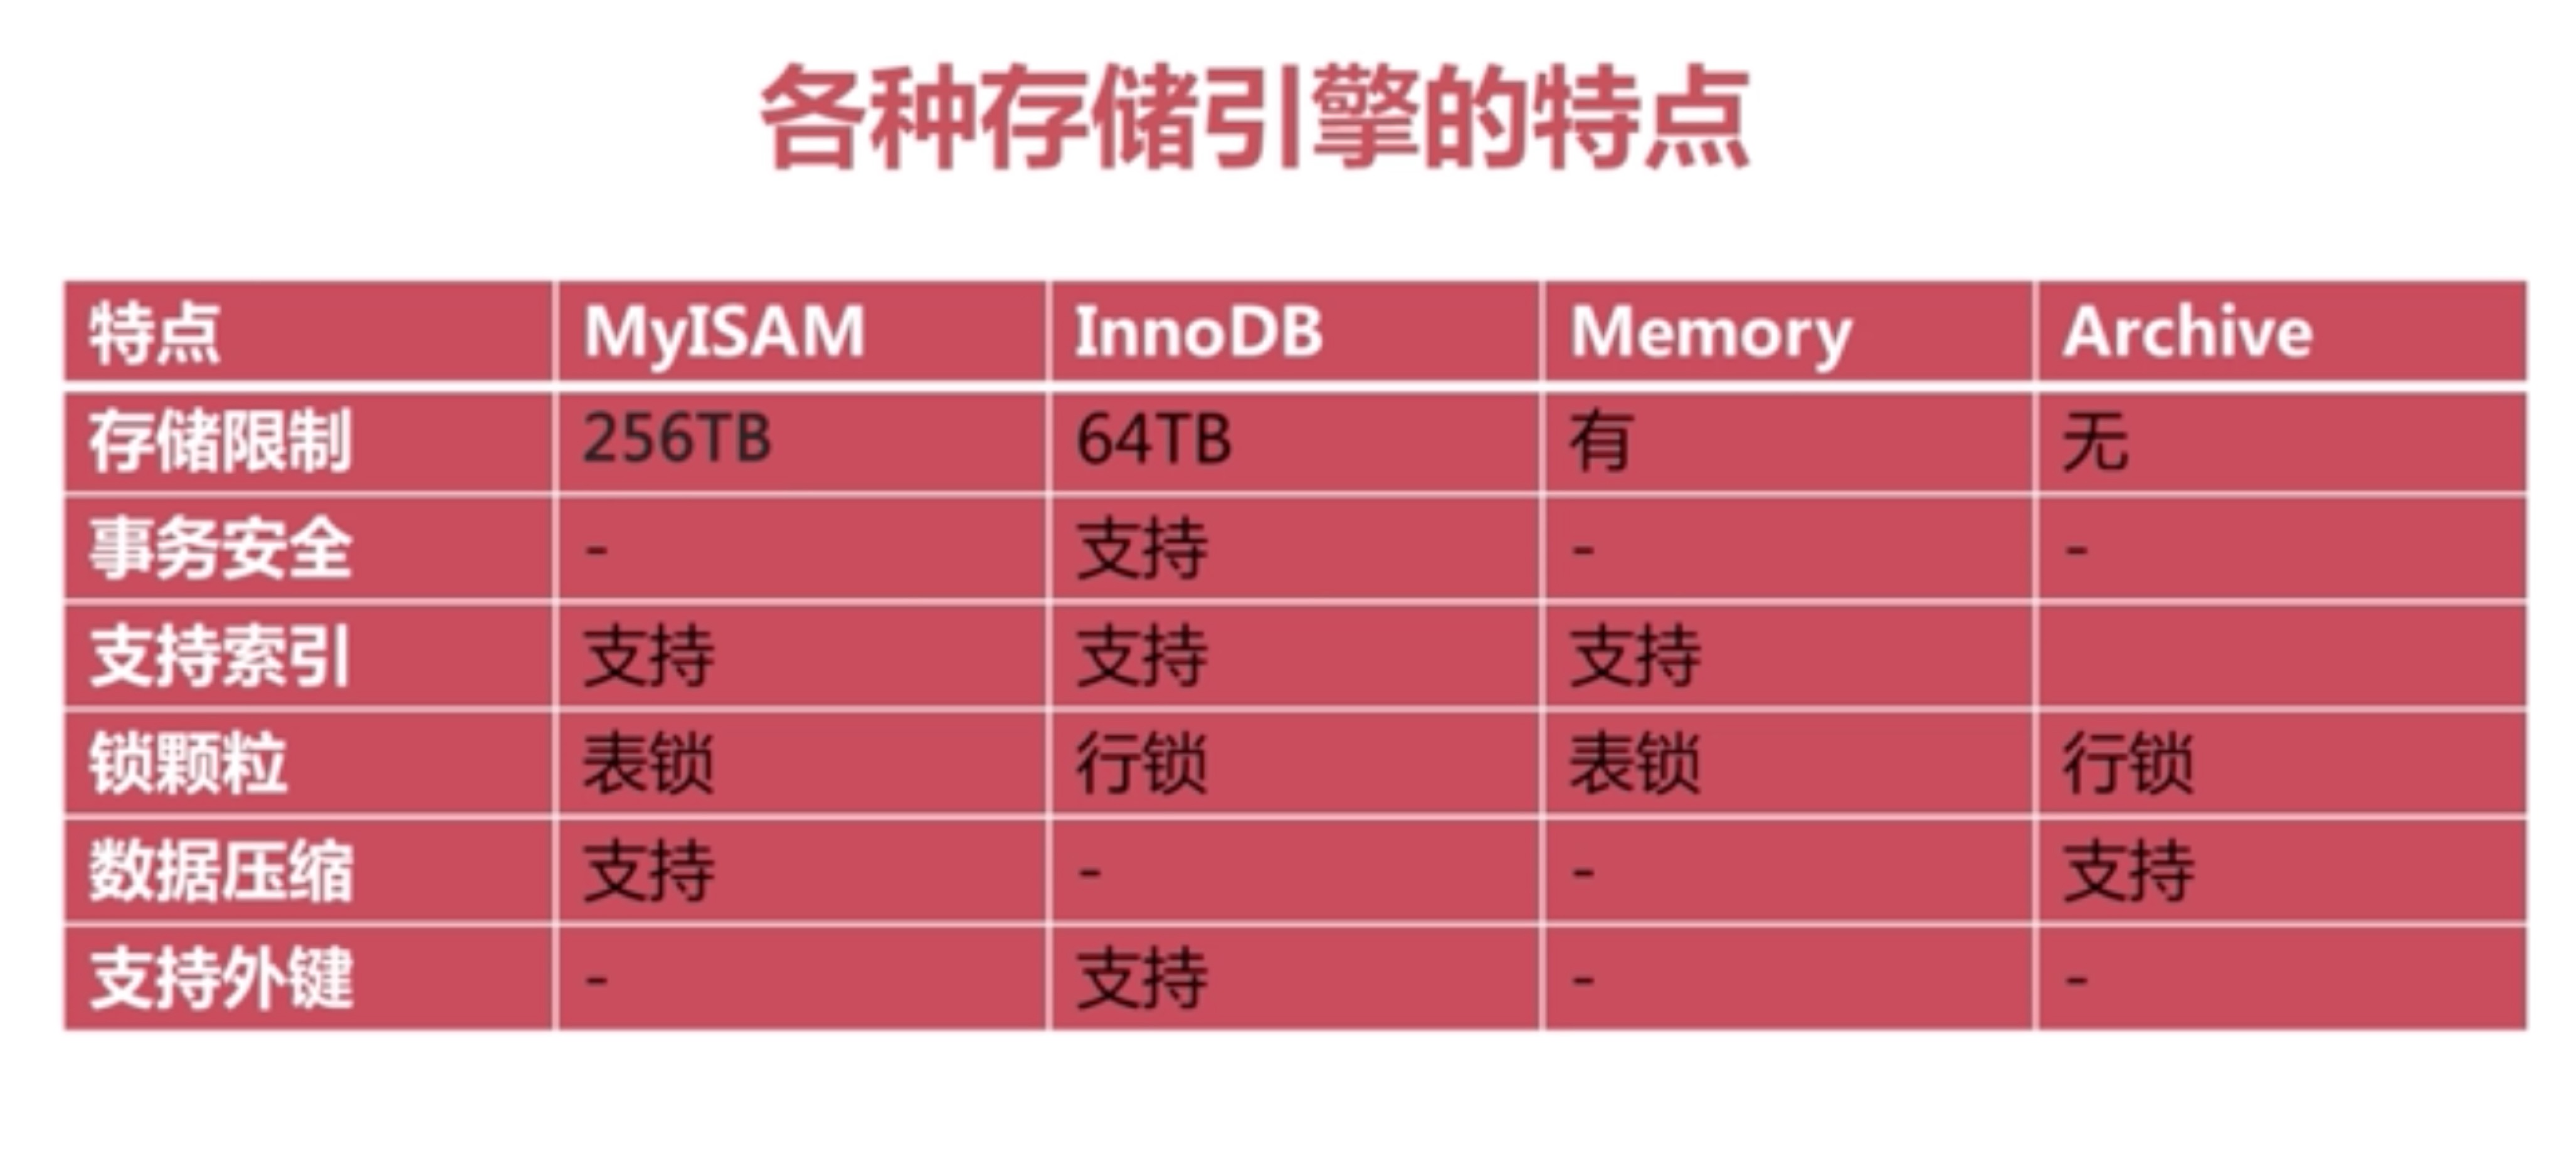 各种存储引擎的特点
特点 MyISAM InnoDB Memory Archive
存储限制 256TB 64TB 有 无
事务安全 - 支持 - -
支持索引 支持 支持 支持
锁颗粒 表锁 行锁 表锁 行锁
数据压缩 支持 - - 支持
支持外键 - 支持 - -